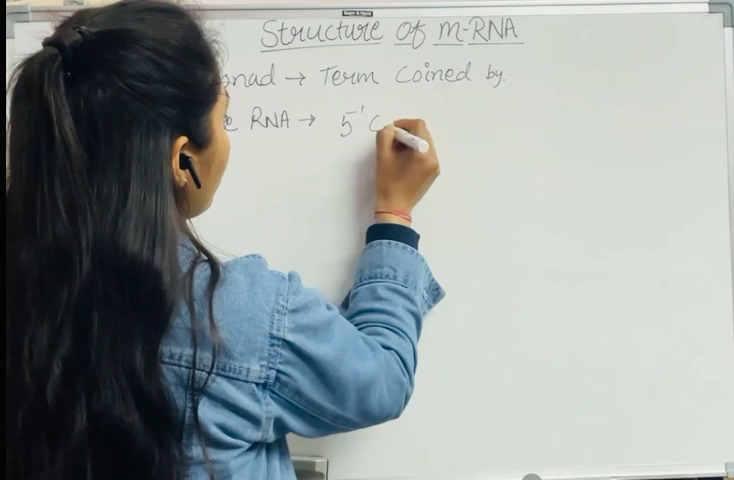 Structure of m-RNA
nad → Term Coined by.
RNA → 5' C